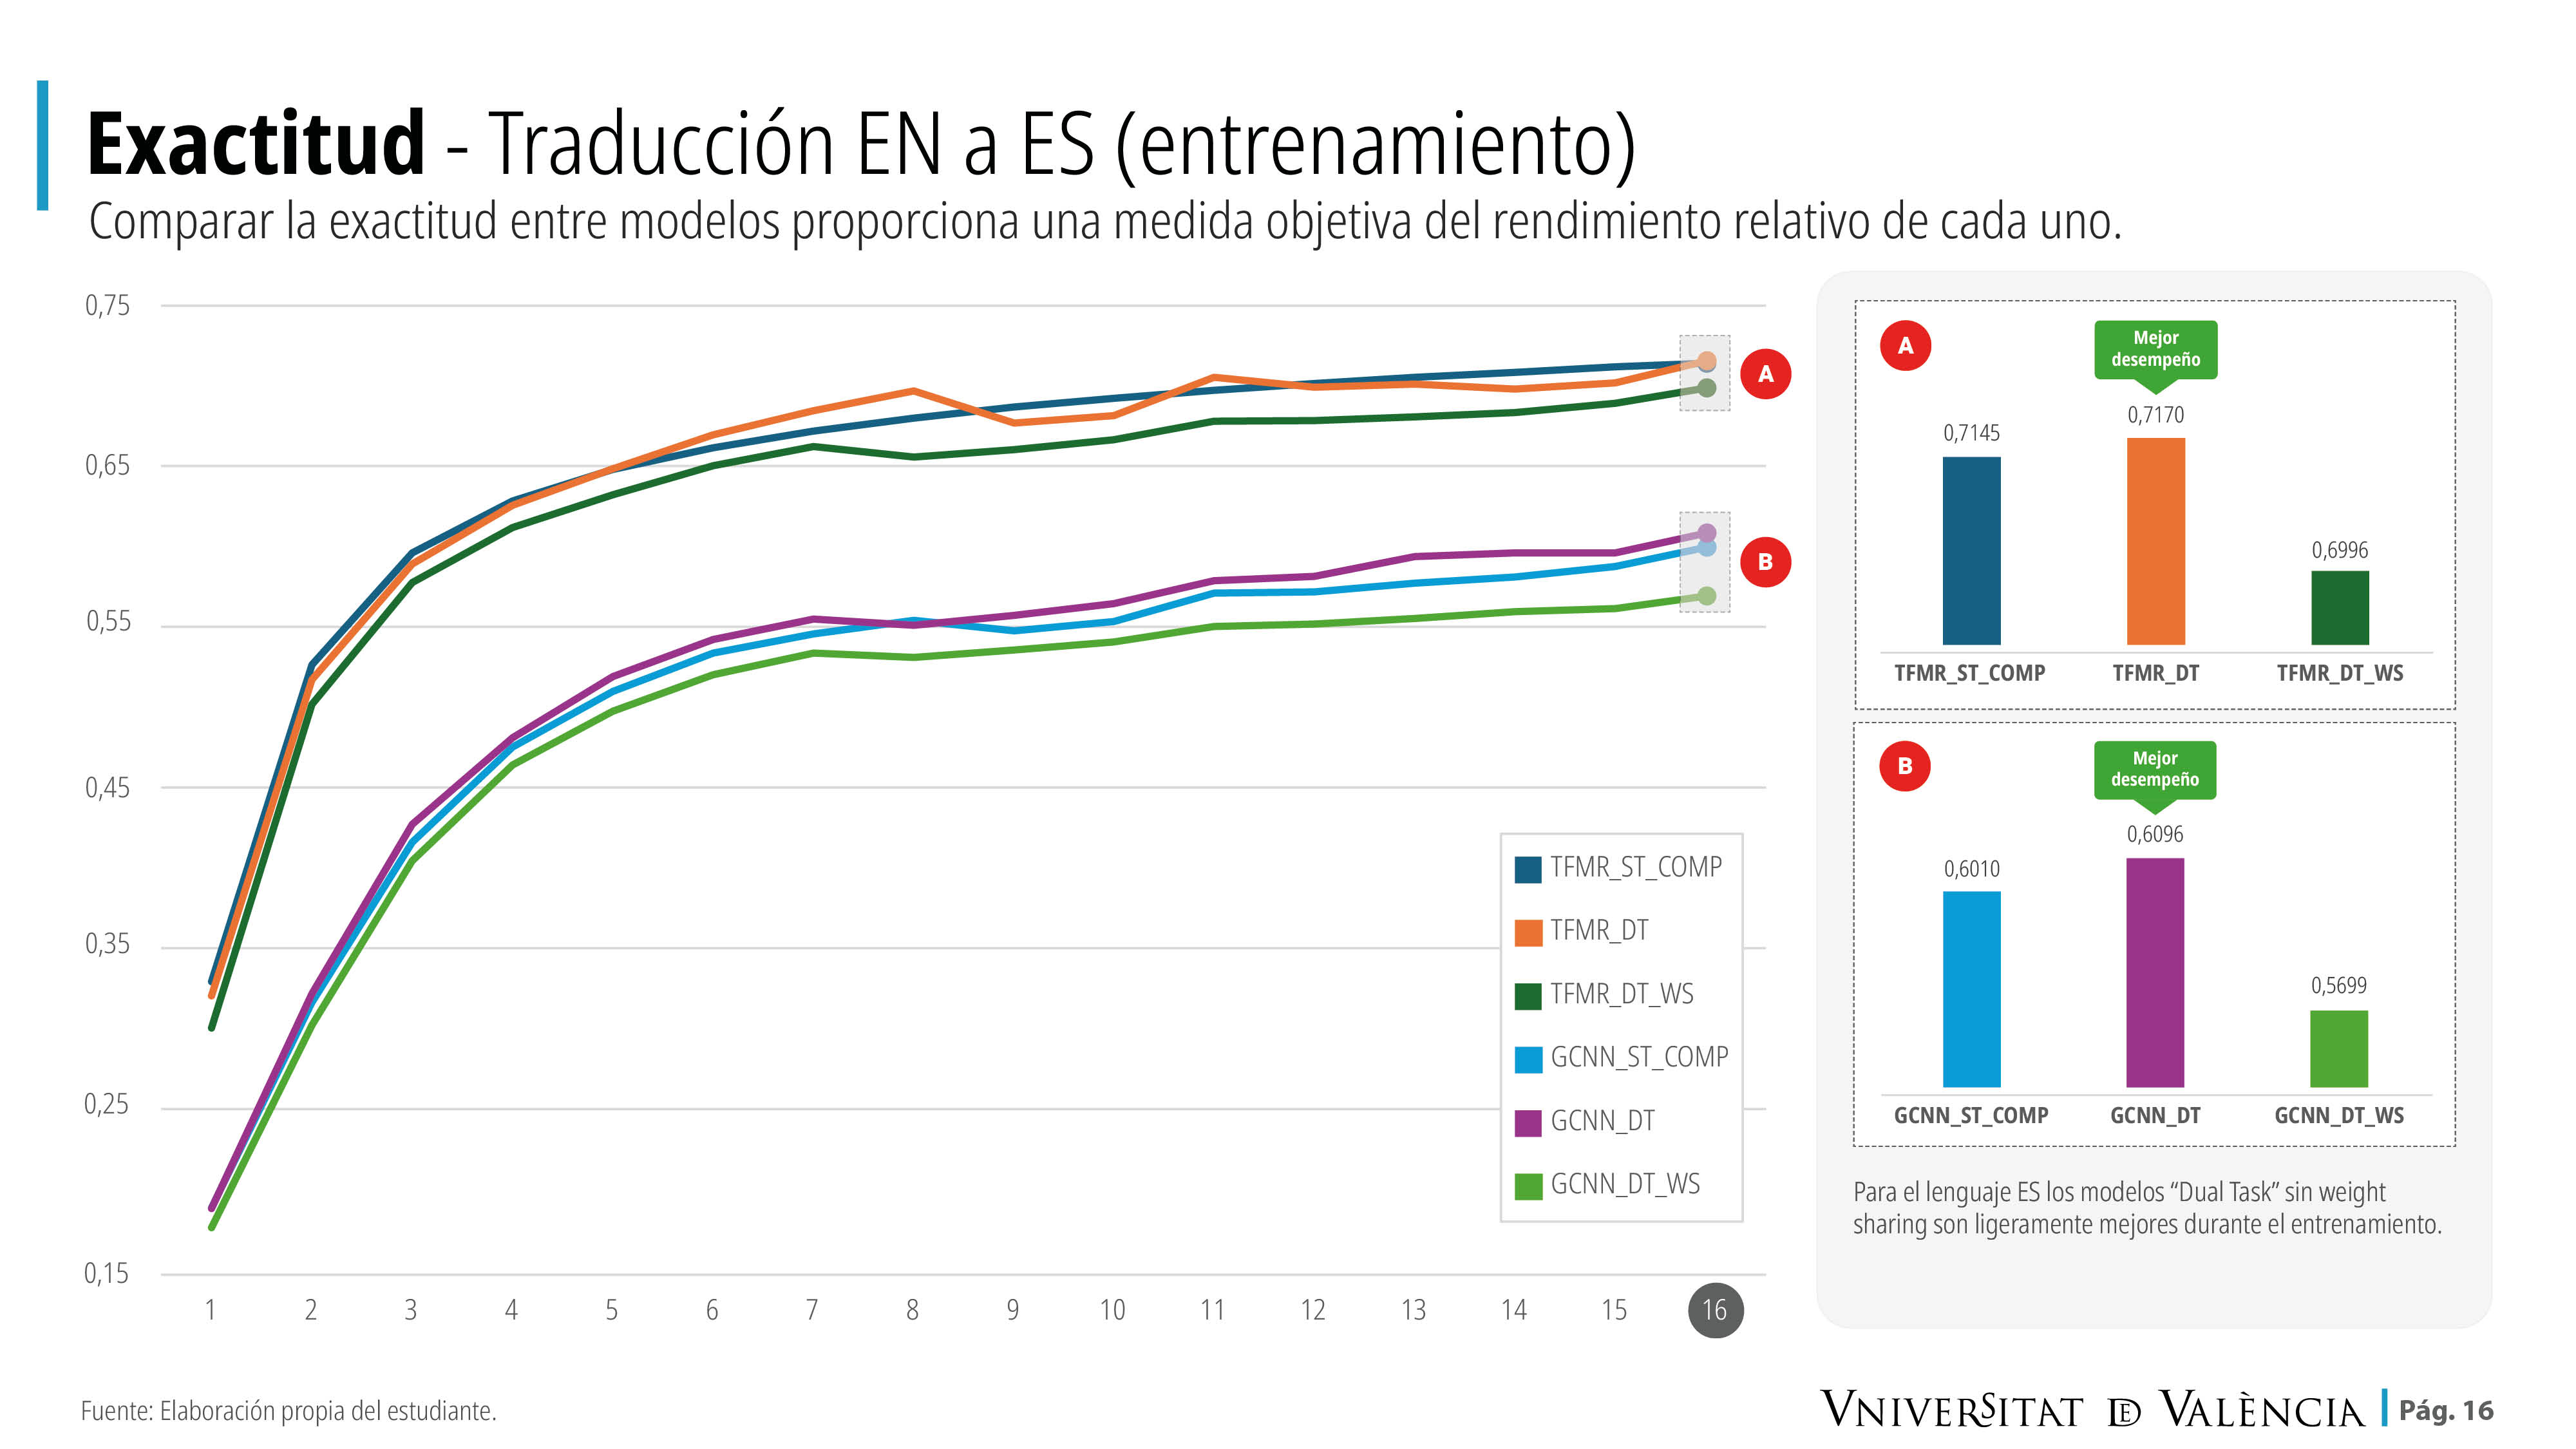 Exactitud - Traducción EN a ES (entrenamiento)
Comparar la exactitud entre modelos proporciona una medida objetiva del rendimiento relativo de cada uno.
0,75
0,65
0,55
0,45
0,35
0,25
0,15
1 2 3 4 5 6 7 8 9 10 11 12 13 14 15 16
A
B
TFMR_ST_COMP
TFMR_DT
TFMR_DT_WS
GCNN_ST_COMP
GCNN_DT
GCNN_DT_WS
A
Mejor
desempeño
0,7145
0,7170
0,6996
TFMR_ST_COMP TFMR_DT TFMR_DT_WS
B
Mejor
desempeño
0,6010
0,6096
0,5699
GCNN_ST_COMP GCNN_DT GCNN_DT_WS
Para el lenguaje ES los modelos “Dual Task” sin weight
sharing son ligeramente mejores durante el entrenamiento.
Fuente: Elaboración propia del estudiante.
VNIVERSITAT DE VALÈNCIA
Pág. 16